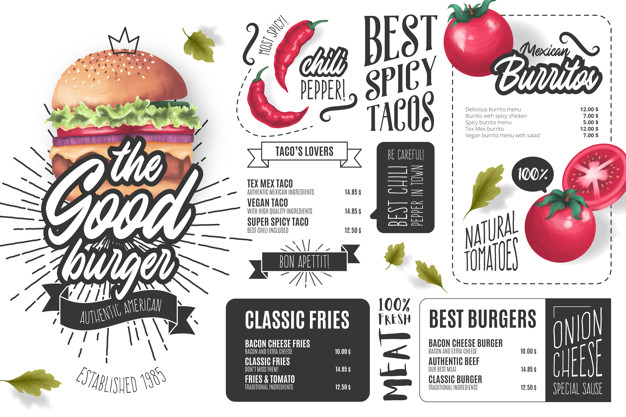 the
Good
burger
AUTHENTIC AMERICAN
ESTABLISHED 1985
MOST SPICY!
chili
PEPPER!
BEST
SPICY
TACOS
TACO'S LOVERS
TEX MEX TACO
AUTHENTIC MEXICAN INGREDIENTS 14.85 $
VEGAN TACO
WITH HIGH QUALITY INGREDIENTS 14.85 $
SUPER SPICY TACO
BEST CHILI INCLUDED 12.50 $
BON APETTIT!
BE CAREFUL!
BEST CHILI
PEPPER IN TOWN
Mexican
Burritos
Delicious burrito menu 12.00 $
Burrito with spicy chicken 7.00 $
Spicy burrito menu 5.00 $
Tex Mex burrito 12.00 $
Vegan burrito menu with salad 7.00 $
100%
NATURAL
TOMATOES
CLASSIC FRIES
BACON CHEESE FRIES
BACON AND EXTRA CHEESE 10.00 $
CLASSIC FRIES
DON'T MISS THEM! 14.85 $
FRIES & TOMATO
TRADITIONAL INGREDIENTS 12.50 $
100%
FRESH
MEAT
BEST BURGERS
BACON CHEESE BURGER
BACON AND EXTRA CHEESE 10.00 $
AUTHENTIC BEEF
OUR BEST MEAT 14.85 $
CLASSIC BURGER
TRADITIONAL INGREDIENTS 12.50 $
ONION
CHEESE
SPECIAL SAUSE